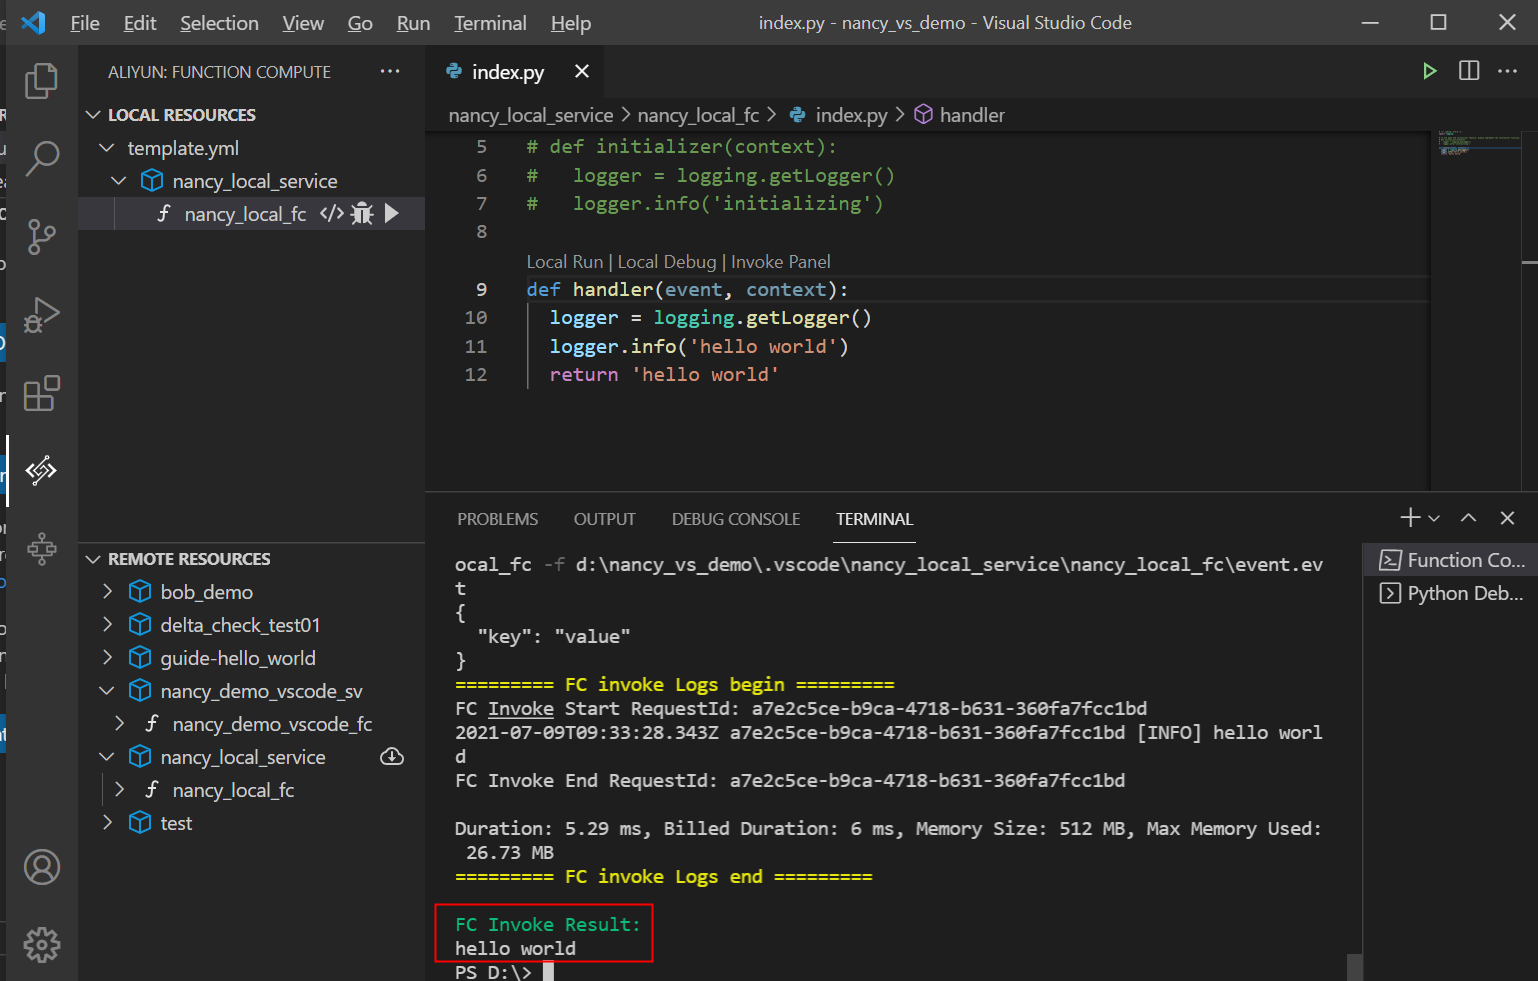 File Edit Selection View Go Run Terminal Help index.py - nancy_vs_demo - Visual Studio Code
ALIYUN: FUNCTION COMPUTE ···
LOCAL RESOURCES
template.yml
nancy_local_service
nancy_local_fc
index.py
nancy_local_service > nancy_local_fc > index.py > handler
5 # def initializer(context):
6 #   logger = logging.getLogger()
7 #   logger.info('initializing')
8
Local Run | Local Debug | Invoke Panel
9 def handler(event, context):
10   logger = logging.getLogger()
11   logger.info('hello world')
12   return 'hello world'
REMOTE RESOURCES
bob_demo
delta_check_test01
guide-hello_world
nancy_demo_vscode_sv
nancy_demo_vscode_fc
nancy_local_service
nancy_local_fc
test
PROBLEMS OUTPUT DEBUG CONSOLE TERMINAL
ocal_fc -f d:\nancy_vs_demo\.vscode\nancy_local_service\nancy_local_fc\event.ev
t
{
  "key": "value"
}
========= FC invoke Logs begin =========
FC Invoke Start RequestId: a7e2c5ce-b9ca-4718-b631-360fa7fcc1bd
2021-07-09T09:33:28.343Z a7e2c5ce-b9ca-4718-b631-360fa7fcc1bd [INFO] hello worl
d
FC Invoke End RequestId: a7e2c5ce-b9ca-4718-b631-360fa7fcc1bd
Duration: 5.29 ms, Billed Duration: 6 ms, Memory Size: 512 MB, Max Memory Used:
 26.73 MB
========= FC invoke Logs end =========
FC Invoke Result:
hello world
PS D:\>
Function Co...
Python Deb...